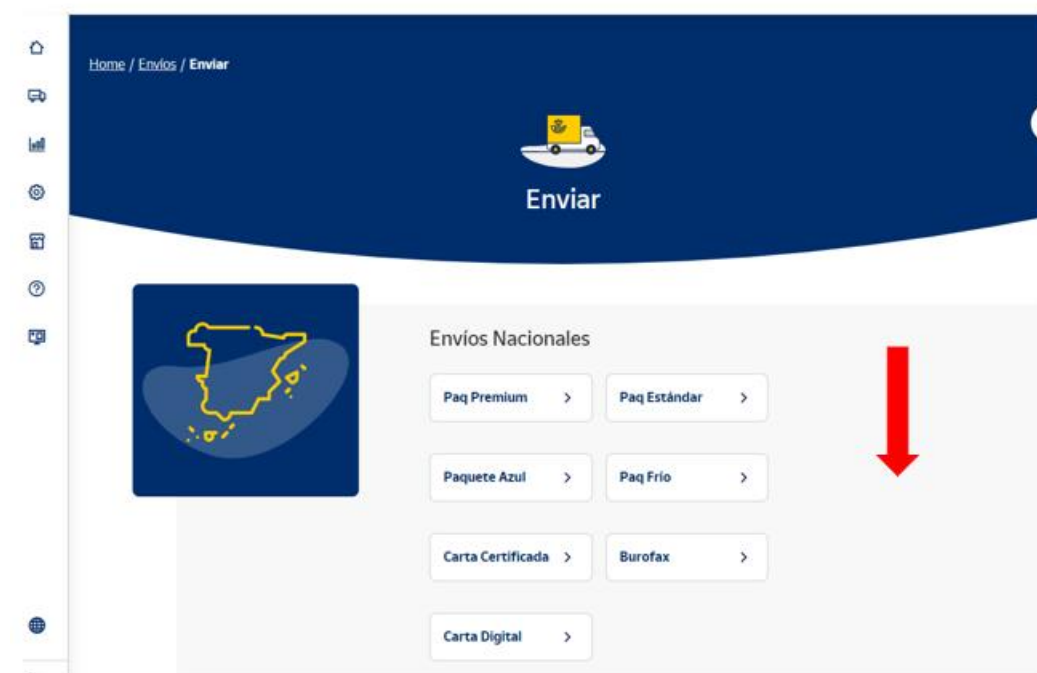 Home / Envíos / Enviar
Enviar
Envíos Nacionales
Paq Premium
Paq Estándar
Paquete Azul
Paq Frío
Carta Certificada
Burofax
Carta Digital